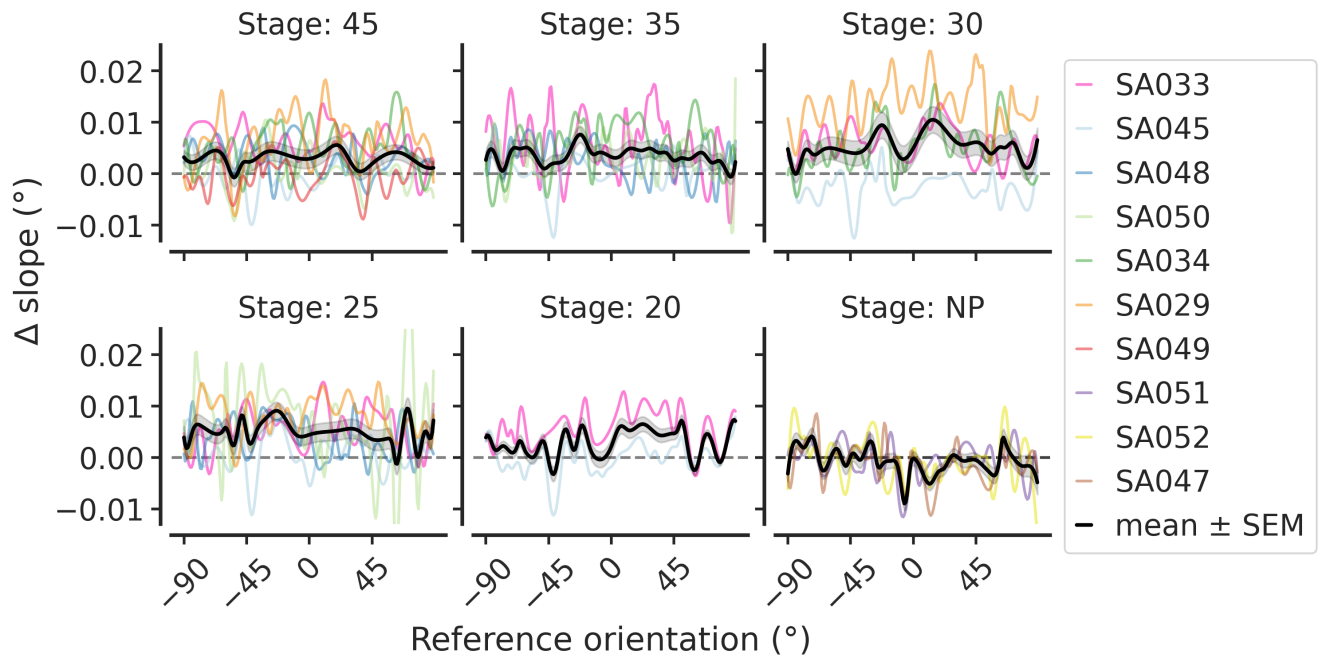 Stage: 45
Stage: 35
Stage: 30
0.02
0.01
0.00
−0.01
Δ slope (°)
Stage: 25
Stage: 20
Stage: NP
0.02
0.01
0.00
−0.01
−90
−45
0
45
−90
−45
0
45
−90
−45
0
45
Reference orientation (°)
SA033
SA045
SA048
SA050
SA034
SA029
SA049
SA051
SA052
SA047
mean ± SEM